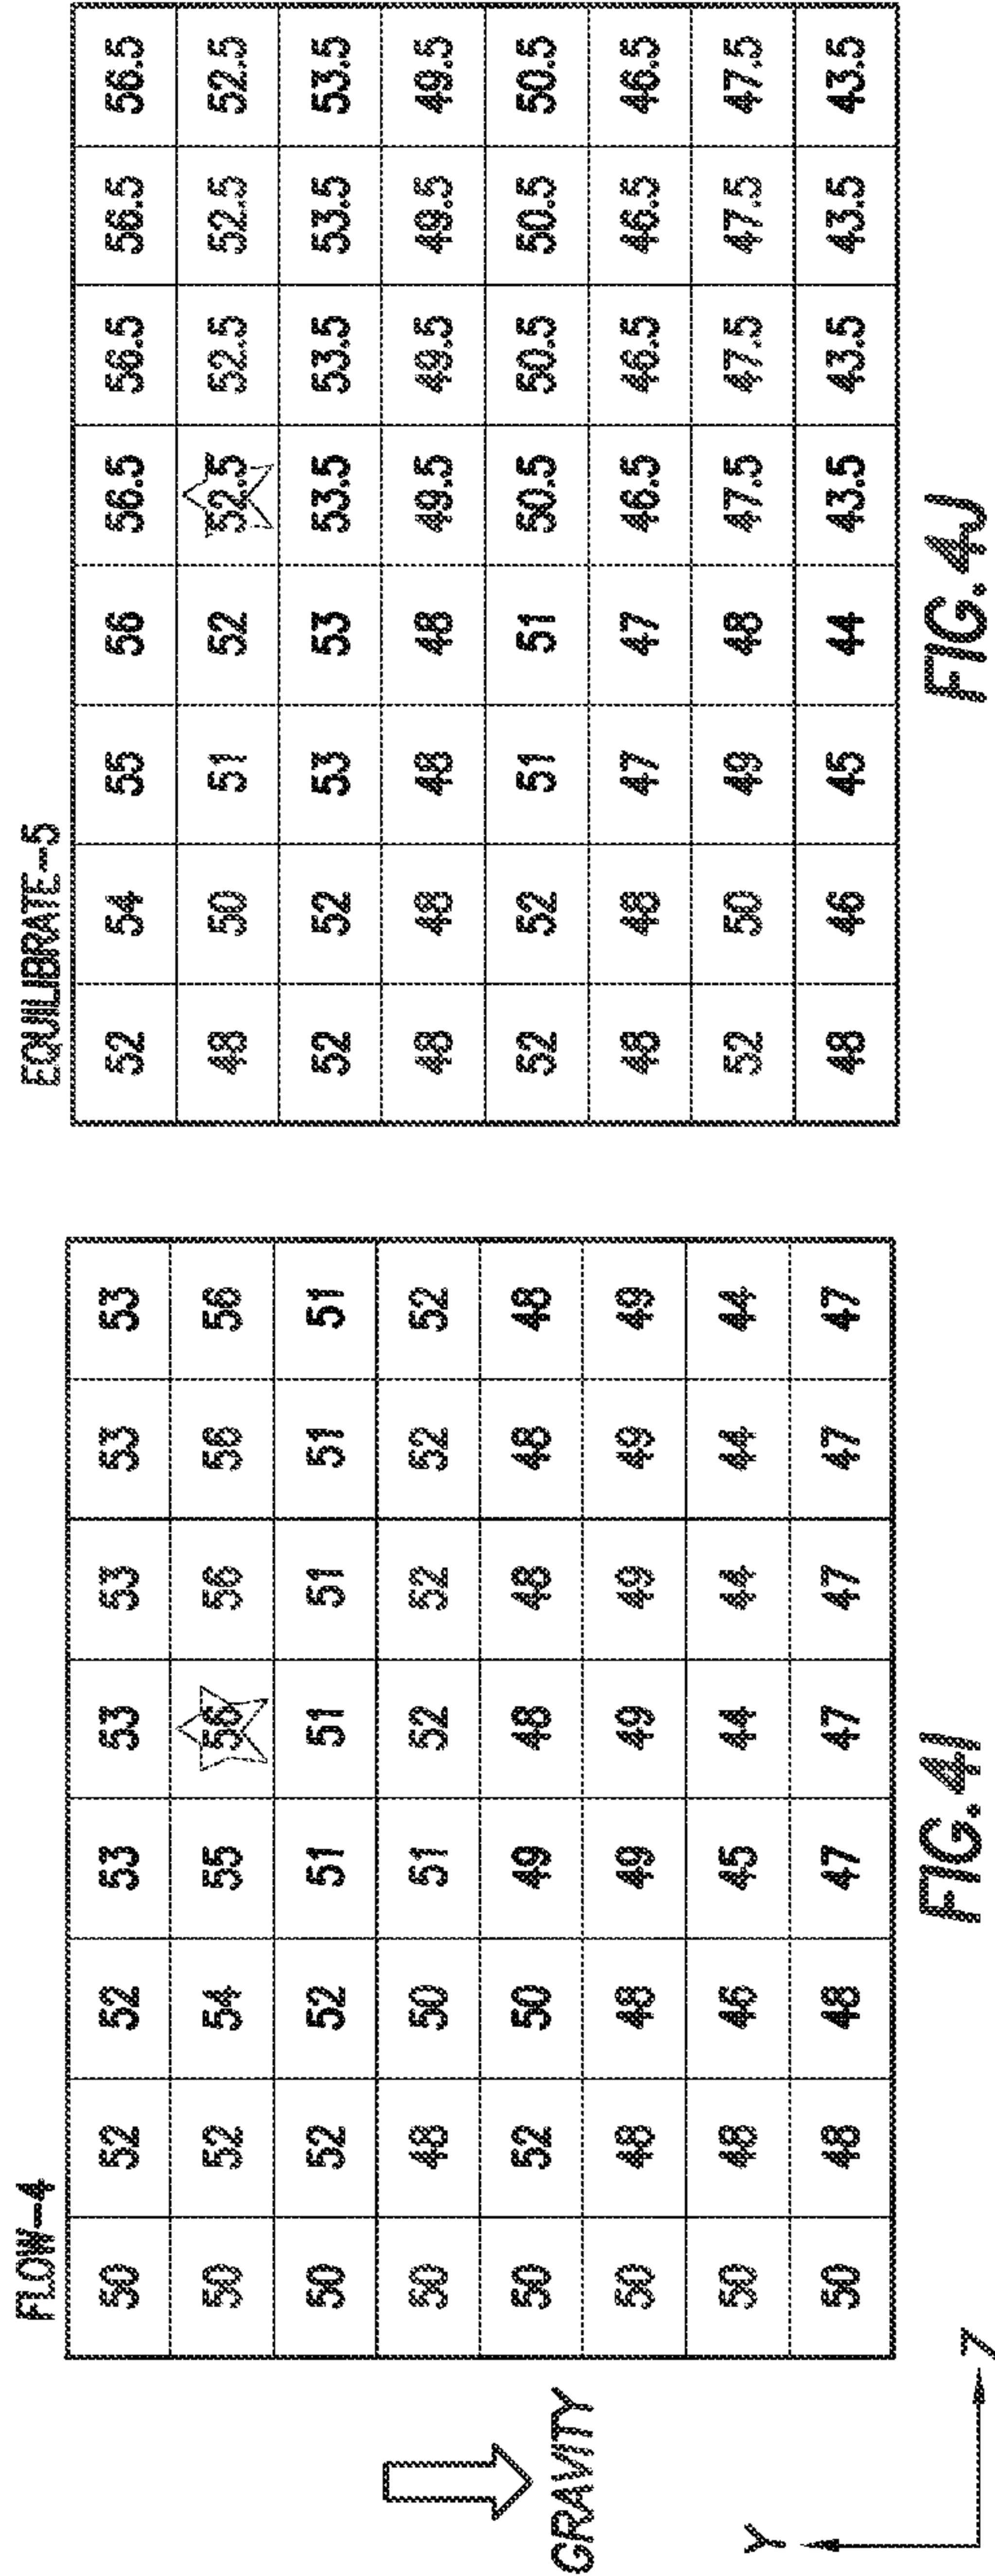 FLOW-4
50 52 52 53 53 53 53 53
50 52 54 55 56 56 56 56
50 52 52 51 51 51 51 51
50 48 50 51 52 52 52 52
50 52 50 49 48 48 48 48
50 48 48 49 49 49 49 49
50 48 46 45 44 44 44 44
50 48 48 47 47 47 47 47
GRAVITY
Y
Z
FIG. 4I
EQUILIBRATE-5
52 54 55 56 56.5 56.5 56.5 56.5
48 50 51 52 52.5 52.5 52.5 52.5
52 52 53 53 53.5 53.5 53.5 53.5
48 48 48 48 49.5 49.5 49.5 49.5
52 52 51 51 50.5 50.5 50.5 50.5
48 48 47 47 46.5 46.5 46.5 46.5
52 50 49 48 47.5 47.5 47.5 47.5
48 46 45 44 43.5 43.5 43.5 43.5
FIG. 4J